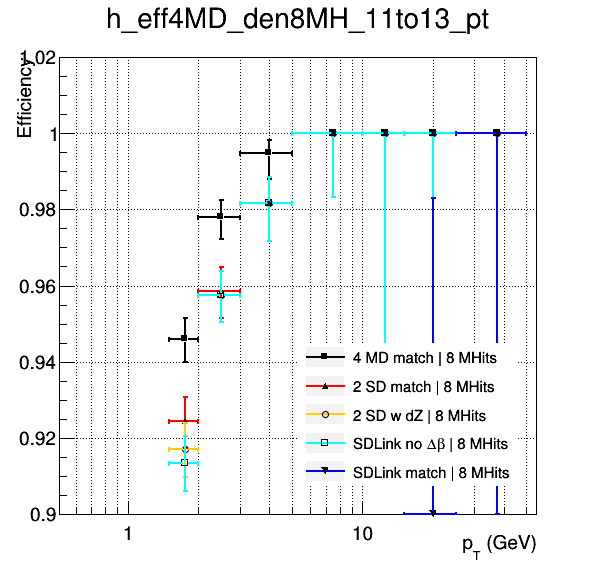 h_eff4MD_den8MH_11to13_pt
Efficiency
1.02
1
0.98
0.96
0.94
0.92
0.9
4 MD match | 8 MHits
2 SD match | 8 MHits
2 SD w dZ | 8 MHits
SDLink no Δβ | 8 MHits
SDLink match | 8 MHits
1
10
p_T (GeV)